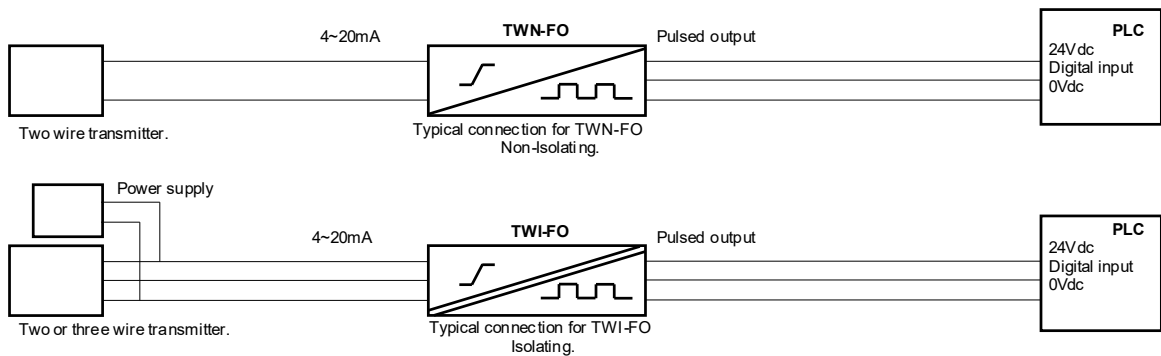 4~20mA
TWN-FO
Pulsed output
PLC
24Vdc
Digital input
0Vdc
Two wire transmitter.
Typical connection for TWN-FO
Non-Isolating.
Power supply
4~20mA
TWI-FO
Pulsed output
PLC
24Vdc
Digital input
0Vdc
Two or three wire transmitter.
Typical connection for TWI-FO
Isolating.